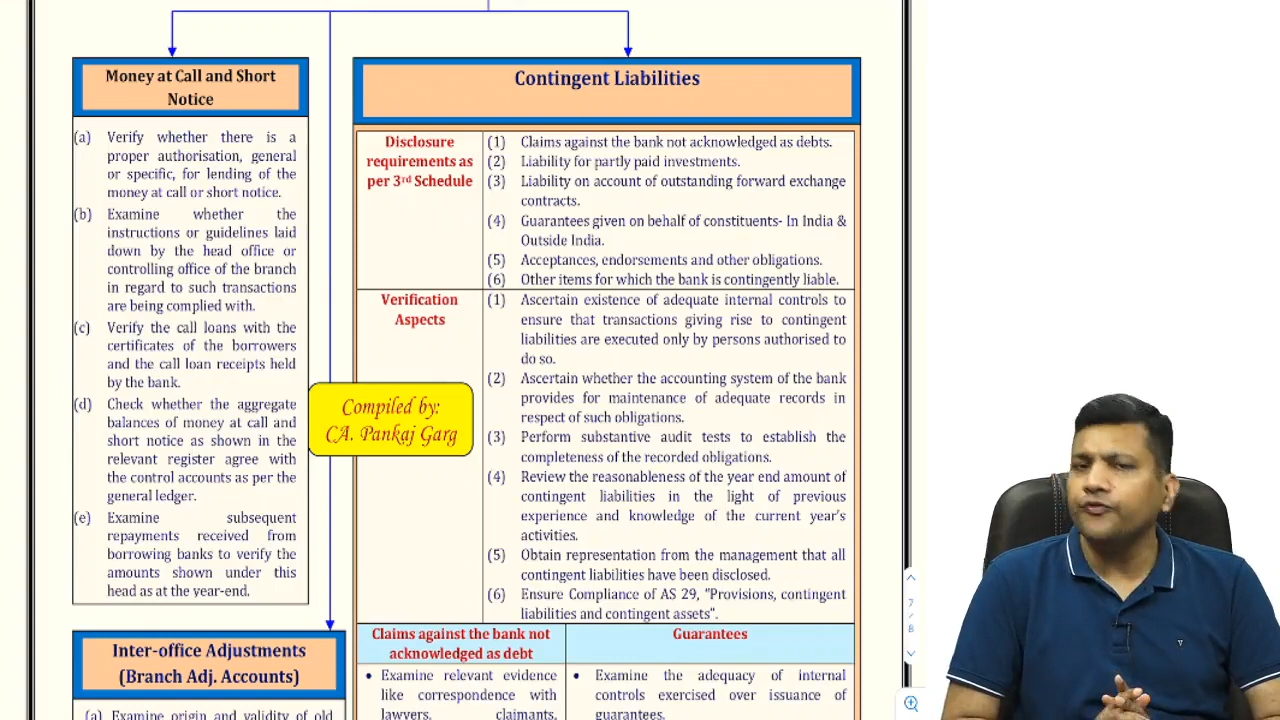 Money at Call and Short
Notice
(a) Verify whether there is a
proper authorisation, general
or specific, for lending of the
money at call or short notice.
(b) Examine whether the
instructions or guidelines laid
down by the head office or
controlling office of the branch
in regard to such transactions
are being complied with.
(c) Verify the call loans with the
certificates of the borrowers
and the call loan receipts held
by the bank.
(d) Check whether the aggregate
balances of money at call and
short notice as shown in the
relevant register agree with
the control accounts as per the
general ledger.
(e) Examine subsequent
repayments received from
borrowing banks to verify the
amounts shown under this
head as at the year-end.
Inter-office Adjustments
(Branch Adj. Accounts)
(a) Examine origin and validity of old
Compiled by:
CA. Pankaj Garg
Contingent Liabilities
Disclosure
requirements as
per 3rd Schedule
(1) Claims against the bank not acknowledged as debts.
(2) Liability for partly paid investments.
(3) Liability on account of outstanding forward exchange
contracts.
(4) Guarantees given on behalf of constituents- In India &
Outside India.
(5) Acceptances, endorsements and other obligations.
(6) Other items for which the bank is contingently liable.
Verification
Aspects
(1) Ascertain existence of adequate internal controls to
ensure that transactions giving rise to contingent
liabilities are executed only by persons authorised to
do so.
(2) Ascertain whether the accounting system of the bank
provides for maintenance of adequate records in
respect of such obligations.
(3) Perform substantive audit tests to establish the
completeness of the recorded obligations.
(4) Review the reasonableness of the year end amount of
contingent liabilities in the light of previous
experience and knowledge of the current year's
activities.
(5) Obtain representation from the management that all
contingent liabilities have been disclosed.
(6) Ensure Compliance of AS 29, "Provisions, contingent
liabilities and contingent assets".
Claims against the bank not
acknowledged as debt
• Examine relevant evidence
like correspondence with
lawyers, claimants,
Guarantees
• Examine the adequacy of internal
controls exercised over issuance of
guarantees.
7
/
8